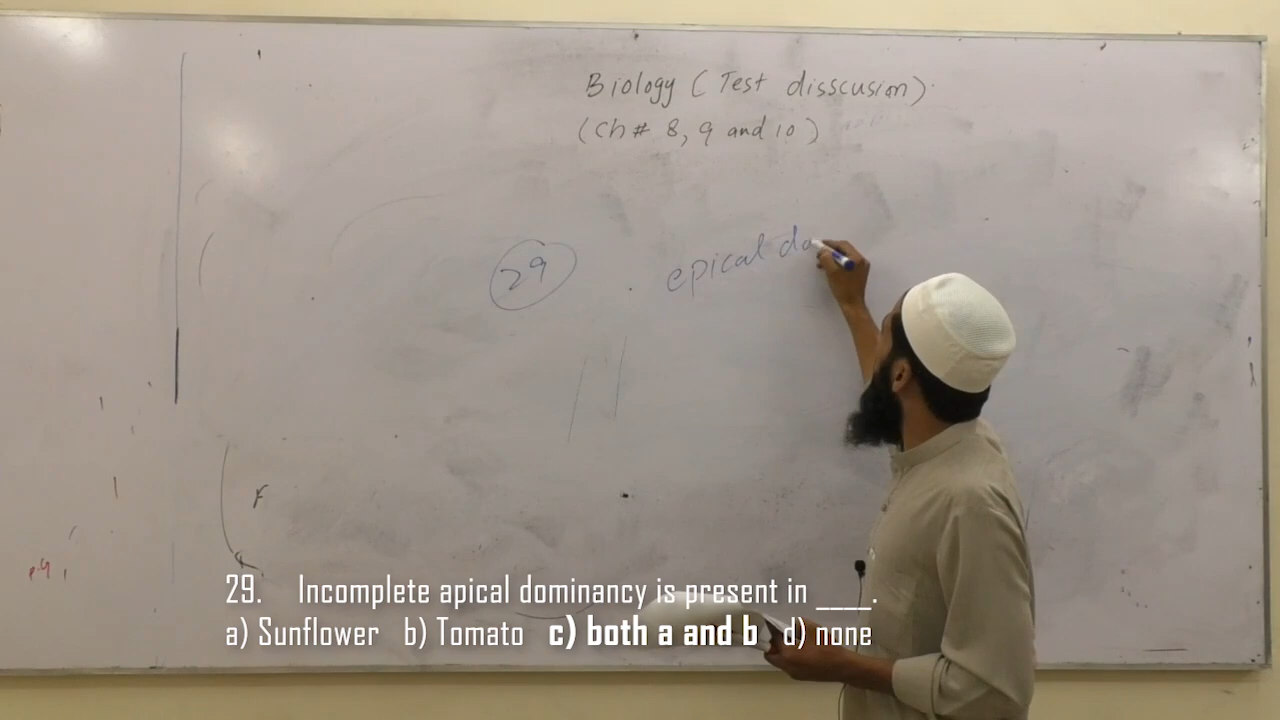 Biology (Test disscusion).
(Ch# 8, 9 and 10)
29
epical do
29. Incomplete apical dominancy is present in ____.
a) Sunflower b) Tomato c) both a and b d) none